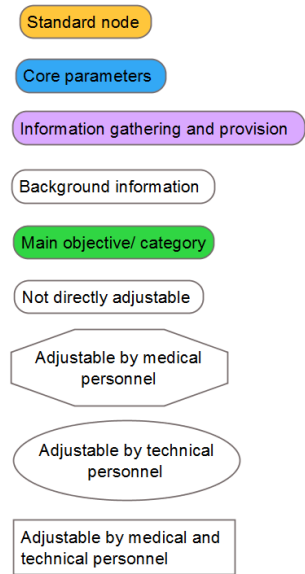 Standard node
Core parameters
Information gathering and provision
Background information
Main objective/ category
Not directly adjustable
Adjustable by medical
personnel
Adjustable by technical
personnel
Adjustable by medical and
technical personnel